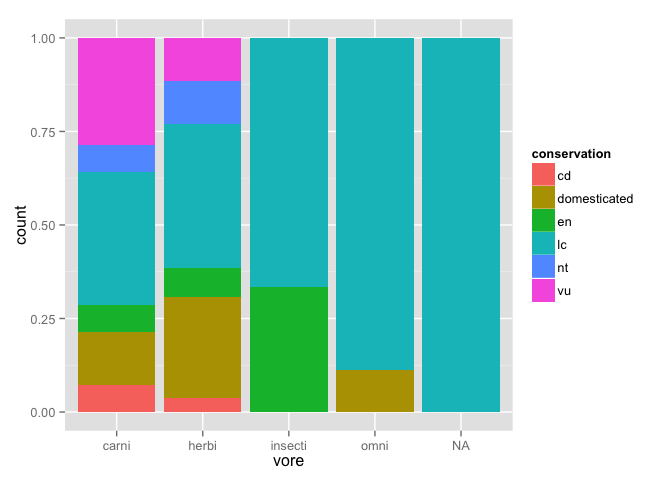 1.00
0.75
0.50
0.25
0.00
count
carni herbi insecti omni NA
vore
conservation
cd
domesticated
en
lc
nt
vu